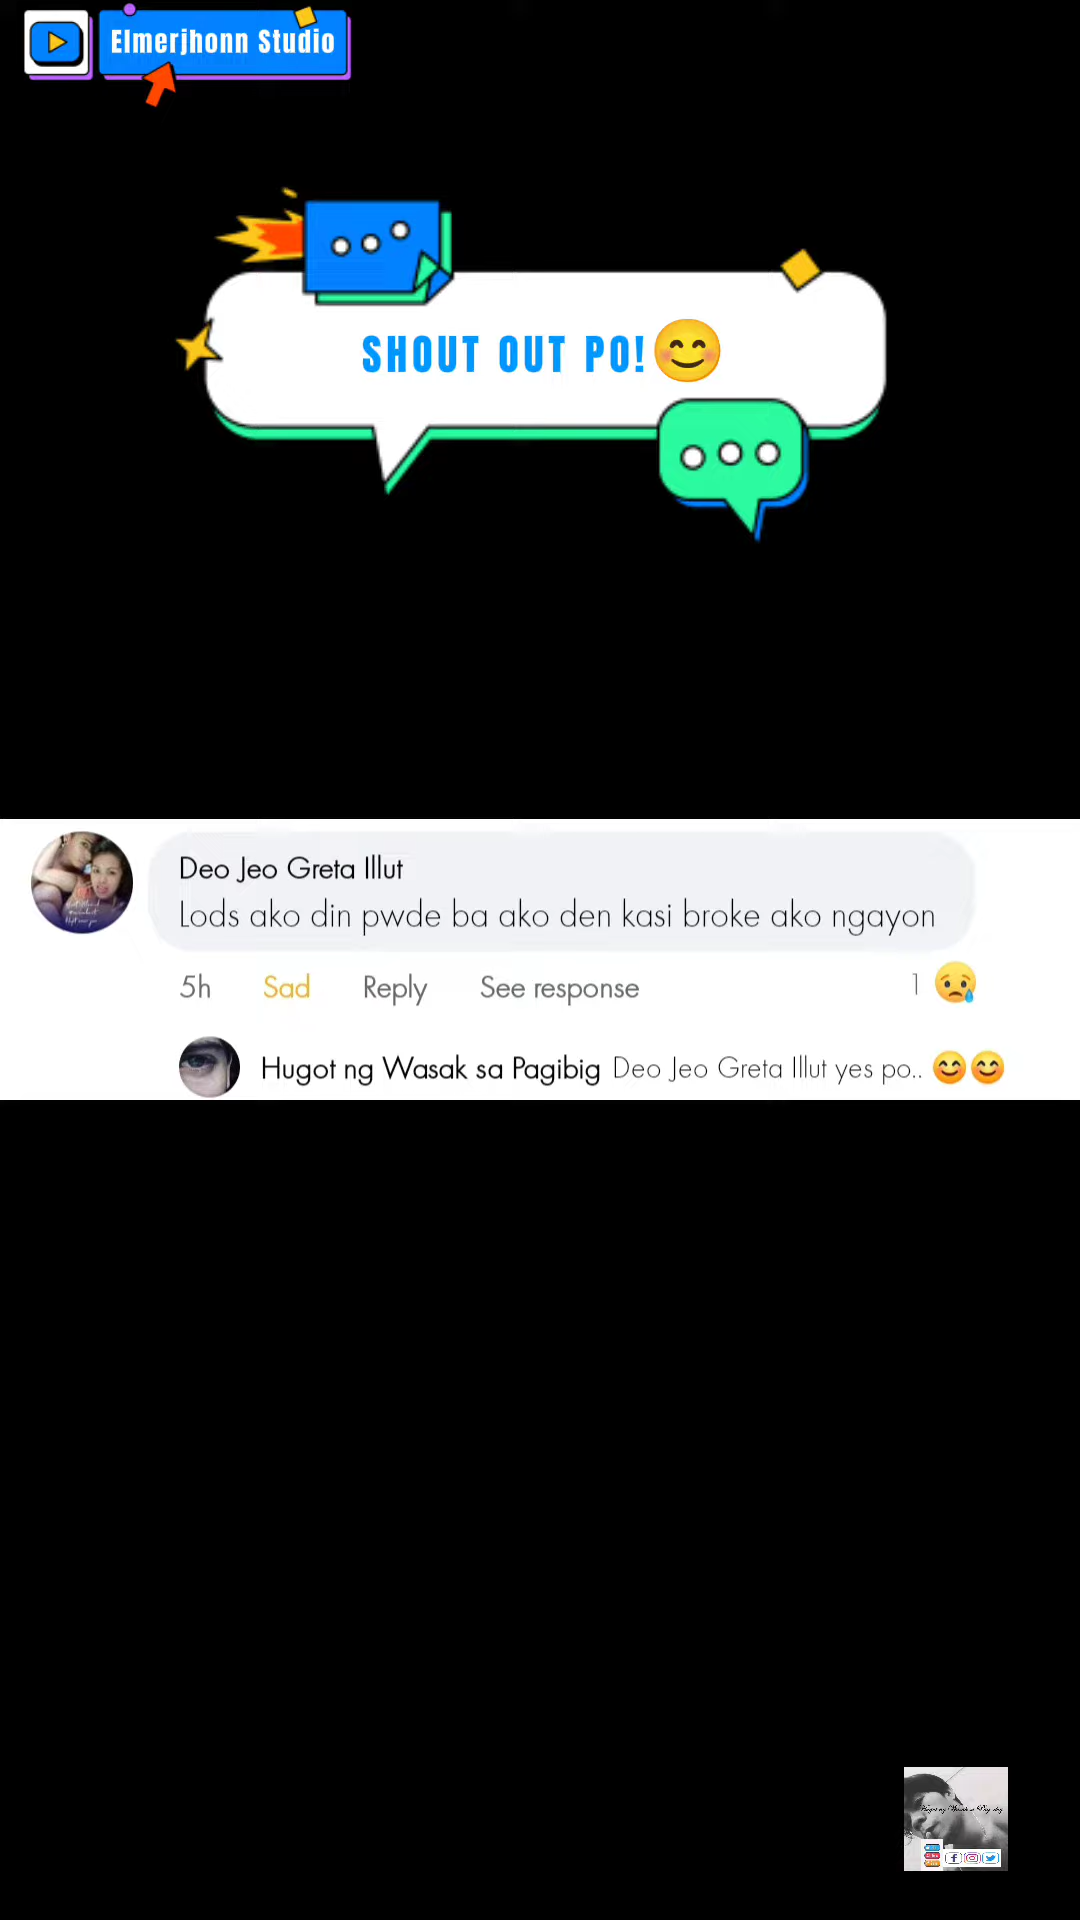 Elmerjhonn Studio
SHOUT OUT PO!😊
Deo Jeo Greta Illut
Lods ako din pwde ba ako den kasi broke ako ngayon
5h Sad Reply See response 1 😥
Hugot ng Wasak sa Pagibig Deo Jeo Greta Illut yes po.. 😊😊